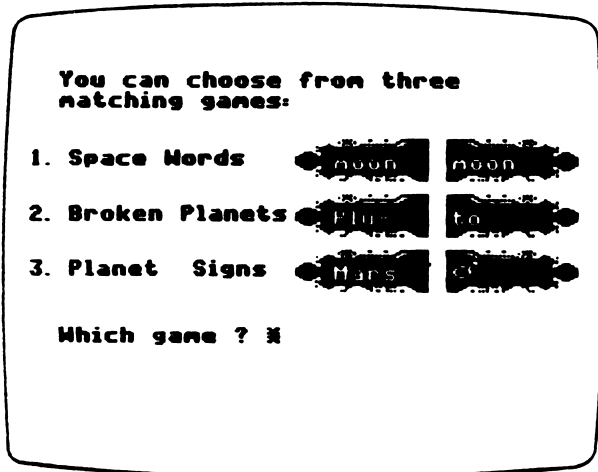 You can choose from three
matching games:
1. Space Words moon moon
2. Broken Planets Plu- to
3. Planet Signs Mars ♂
Which game ? ※